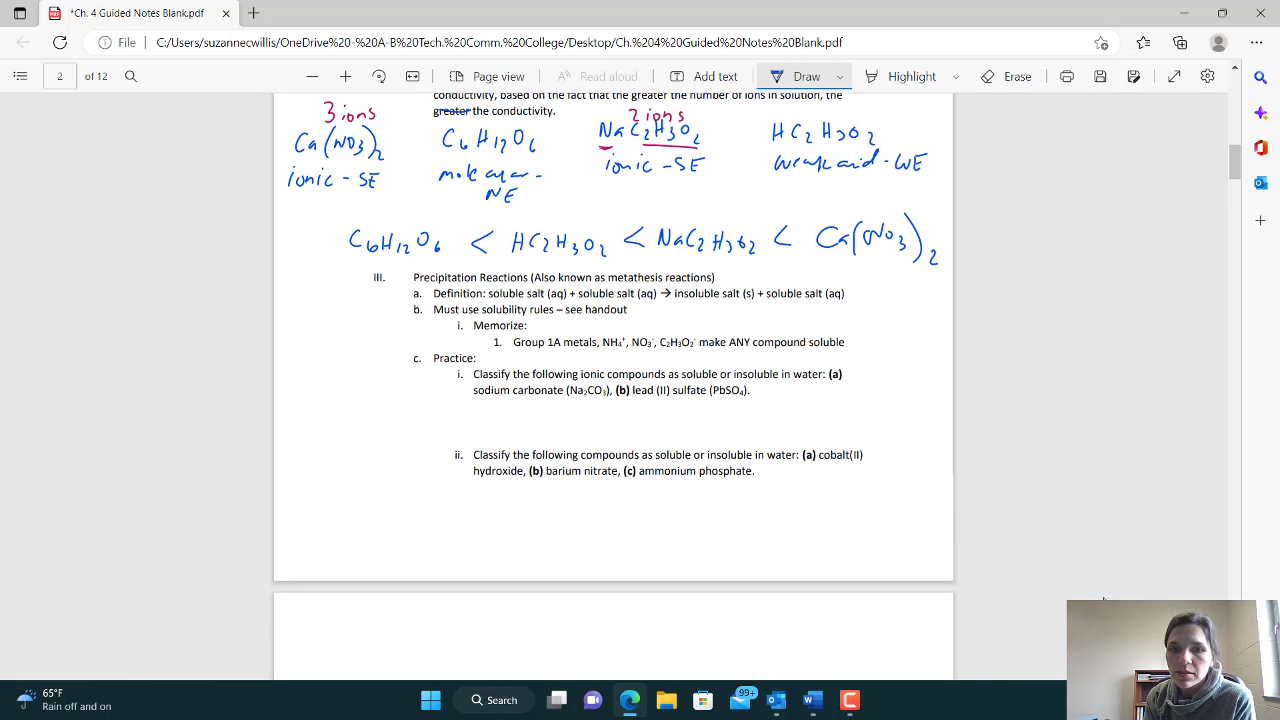 *Ch. 4 Guided Notes Blank.pdf
File C:/Users/suzannecwillis/OneDrive%20-%20A-B%20Tech.%20Comm.%20College/Desktop/Ch.%204%20Guided%20Notes%20Blank.pdf
2 of 12 Page view Read aloud Add text Draw Highlight Erase
conductivity, based on the fact that the greater the number of ions in solution, the
greater the conductivity.
3 ions 2 ions
Ca(NO3)2 C6H12O6 NaC2H3O2 HC2H3O2
ionic - SE molecular - NE ionic - SE weak acid - WE
C6H12O6 < HC2H3O2 < NaC2H3O2 < Ca(NO3)2
III. Precipitation Reactions (Also known as metathesis reactions)
a. Definition: soluble salt (aq) + soluble salt (aq) → insoluble salt (s) + soluble salt (aq)
b. Must use solubility rules – see handout
i. Memorize:
1. Group 1A metals, NH₄⁺, NO₃⁻, C₂H₃O₂⁻ make ANY compound soluble
c. Practice:
i. Classify the following ionic compounds as soluble or insoluble in water: (a)
sodium carbonate (Na₂CO₃), (b) lead (II) sulfate (PbSO₄).
ii. Classify the following compounds as soluble or insoluble in water: (a) cobalt(II)
hydroxide, (b) barium nitrate, (c) ammonium phosphate.
65°F
Rain off and on
Search
99+